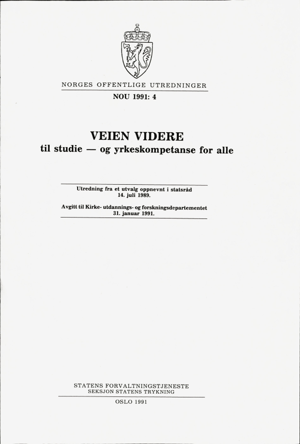 NORGES OFFENTLIGE UTREDNINGER
NOU 1991: 4
VEIEN VIDERE
til studie — og yrkeskompetanse for alle
Utredning fra et utvalg oppnevnt i statsråd
14. juli 1989.
Avgitt til Kirke- utdannings- og forskningsdepartementet
31. januar 1991.
STATENS FORVALTNINGSTJENESTE
SEKSJON STATENS TRYKNING
OSLO 1991